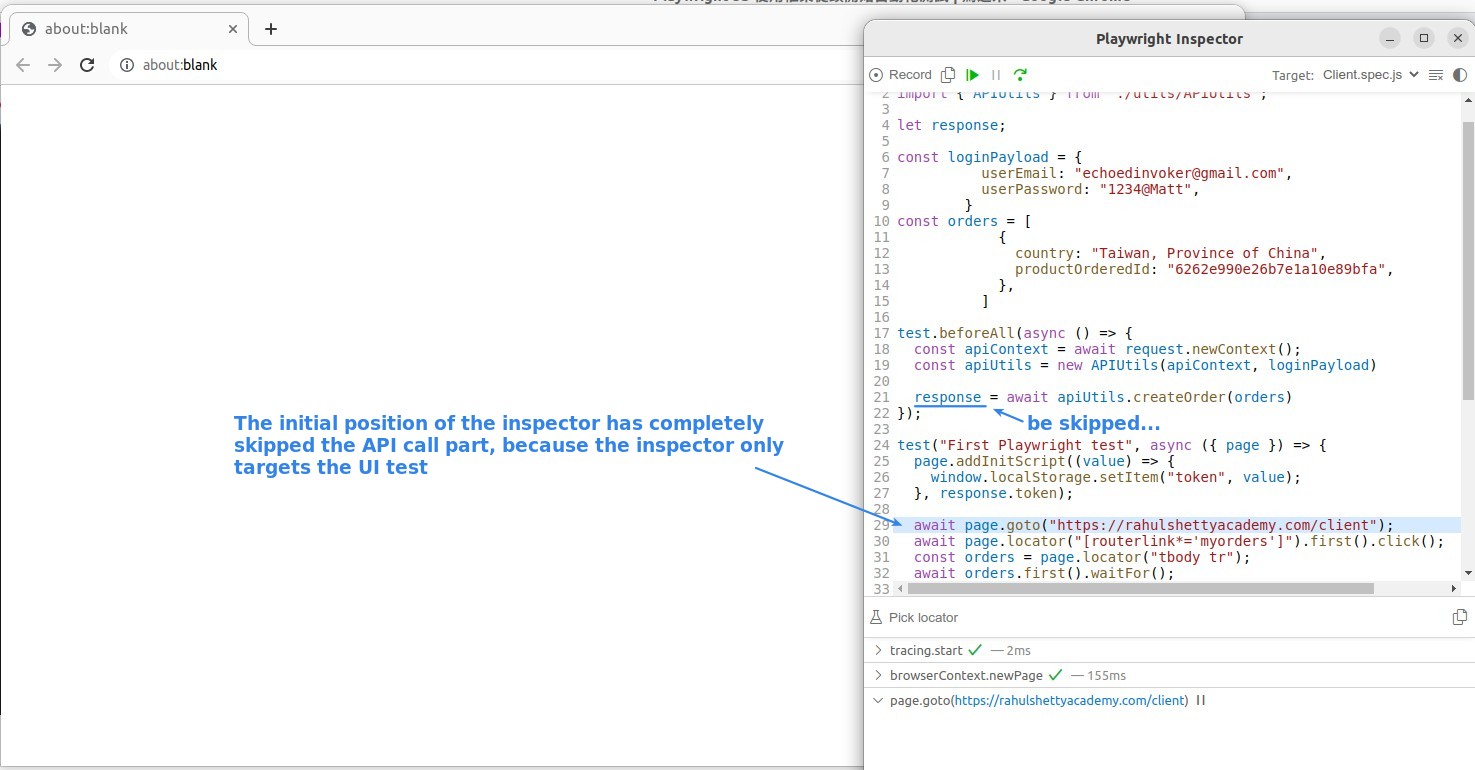 about:blank
about:blank
The initial position of the inspector has completely
skipped the API call part, because the inspector only
targets the UI test
Playwright Inspector
Record
Target: Client.spec.js
2 import { APIUtils } from "./utils/APIUtils";
3
4 let response;
5
6 const loginPayload = {
7 userEmail: "echoedinvoker@gmail.com",
8 userPassword: "1234@Matt",
9 }
10 const orders = [
11 {
12 country: "Taiwan, Province of China",
13 productOrderedId: "6262e990e26b7e1a10e89bfa",
14 },
15 ]
16
17 test.beforeAll(async () => {
18 const apiContext = await request.newContext();
19 const apiUtils = new APIUtils(apiContext, loginPayload)
20
21 response = await apiUtils.createOrder(orders)
22 });
be skipped...
23
24 test("First Playwright test", async ({ page }) => {
25 page.addInitScript((value) => {
26 window.localStorage.setItem("token", value);
27 }, response.token);
28
29 await page.goto("https://rahulshettyacademy.com/client");
30 await page.locator("[routerlink*='myorders']").first().click();
31 const orders = page.locator("tbody tr");
32 await orders.first().waitFor();
33
Pick locator
tracing.start — 2ms
browserContext.newPage — 155ms
page.goto(https://rahulshettyacademy.com/client)